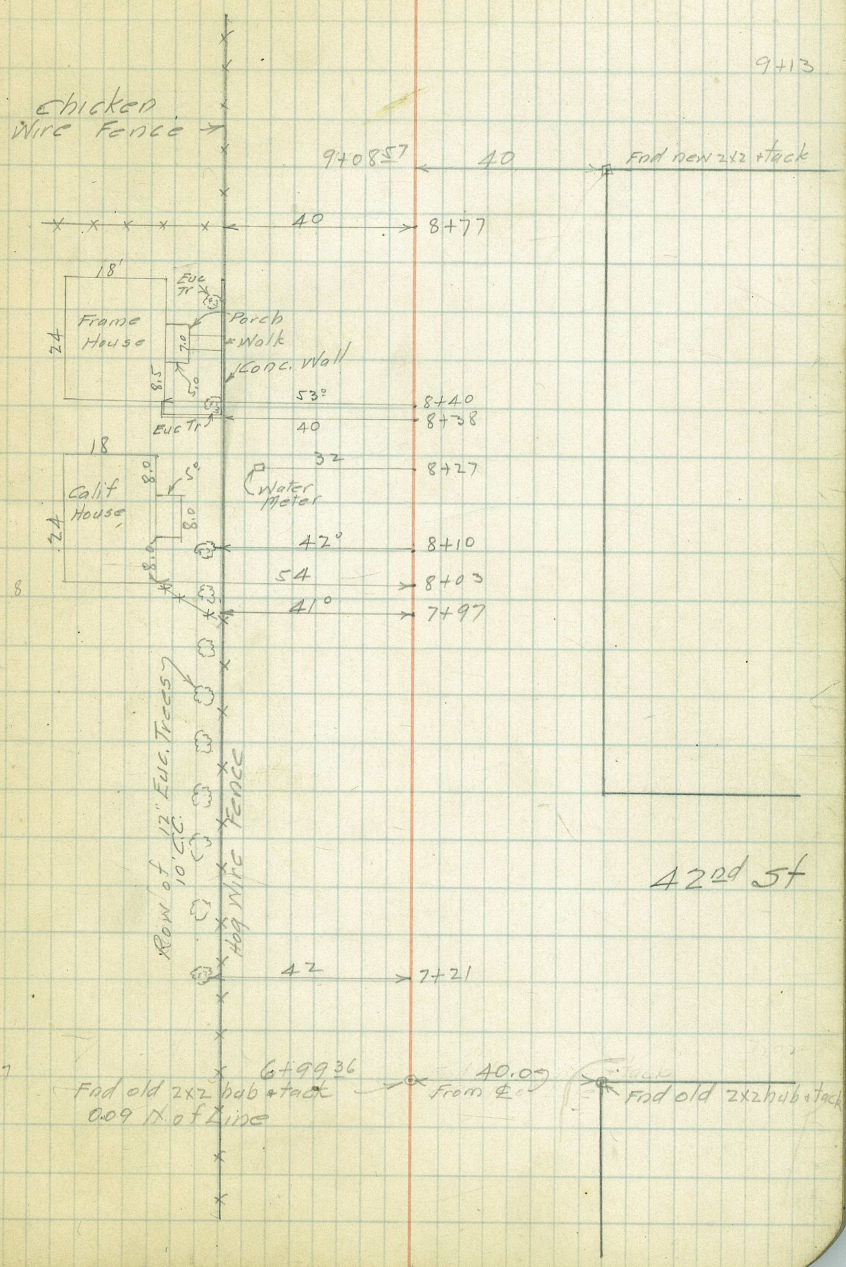 9+13
Chicken
Wire Fence
9+08 57
40
Fnd new 2x2 + tack
40
8+77
18'
Euc
Tr
Frame
House
24
7.0
Porch
Walk
Conc. Wall
8.5
5.0
53°
8+40
Euc Tr
40
8+38
18
32
8+27
8.0
5°
Water
Meter
Calif
House
24
8.0
8.0
42°
8+10
54
8+03
8
41°
7+97
Row of 12" Euc. Trees
10' C.C.
Hog Wire Fence
42nd St
42
7+21
7
6+99 36
40.09
Fnd old 2x2 hub + tack
From ℄
Fnd old 2x2 hub + tack
0.09 N of Line